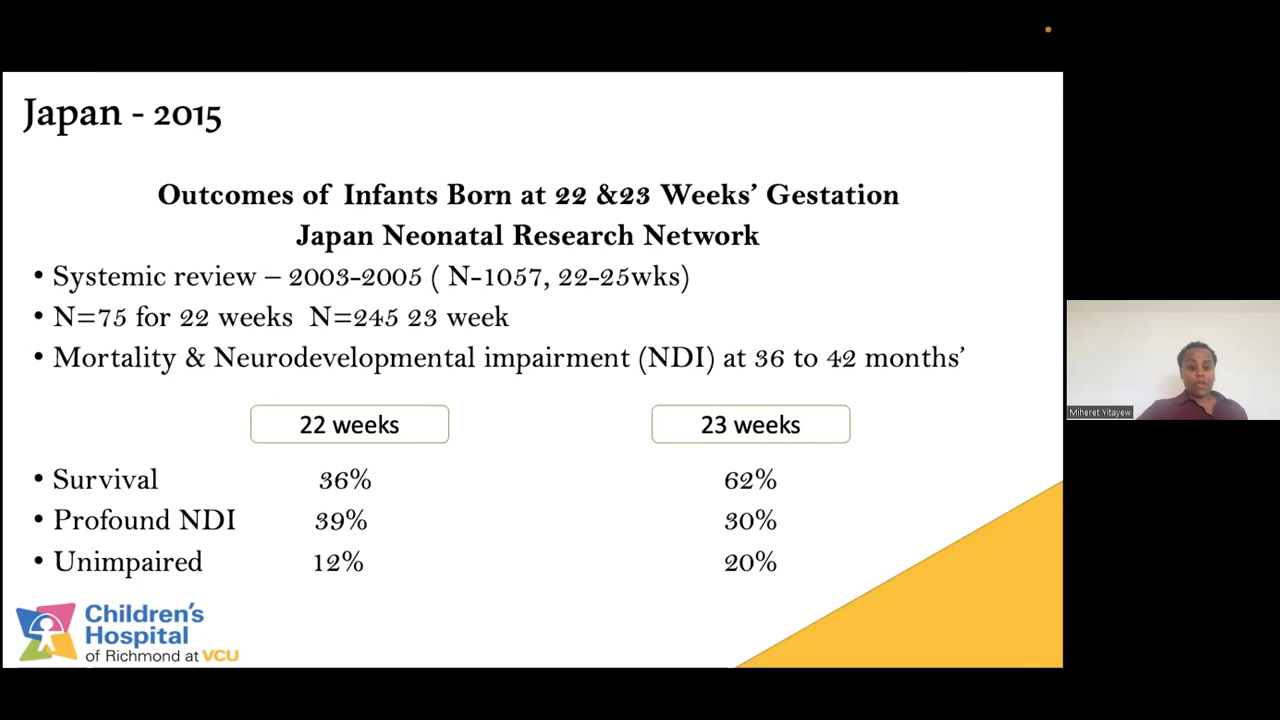 Japan - 2015
Outcomes of Infants Born at 22 &23 Weeks' Gestation
Japan Neonatal Research Network
• Systemic review – 2003-2005 ( N-1057, 22-25wks)
• N=75 for 22 weeks N=245 23 week
• Mortality & Neurodevelopmental impairment (NDI) at 36 to 42 months'
22 weeks 23 weeks
• Survival 36% 62%
• Profound NDI 39% 30%
• Unimpaired 12% 20%
Children's
Hospital
of Richmond at VCU
Miheret Yitayew